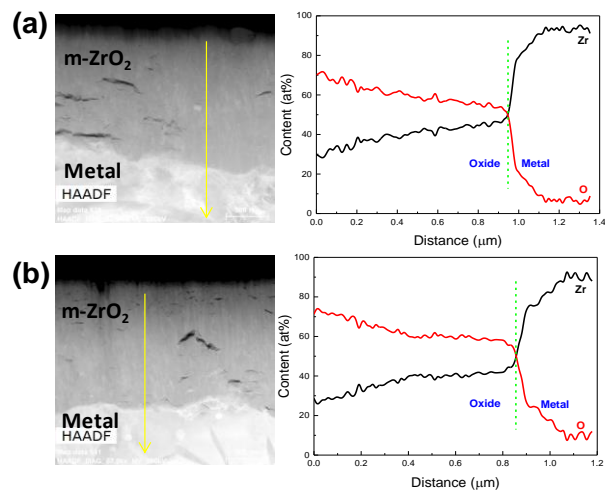 (a)
m-ZrO2
Metal
HAADF
100
80
60
40
20
0
Content (at%)
Zr
Oxide
Metal
O
0.0 0.2 0.4 0.6 0.8 1.0 1.2 1.4
Distance (μm)
(b)
m-ZrO2
Metal
HAADF
100
80
60
40
20
0
Content (at%)
Zr
Oxide
Metal
O
0.0 0.2 0.4 0.6 0.8 1.0 1.2
Distance (μm)